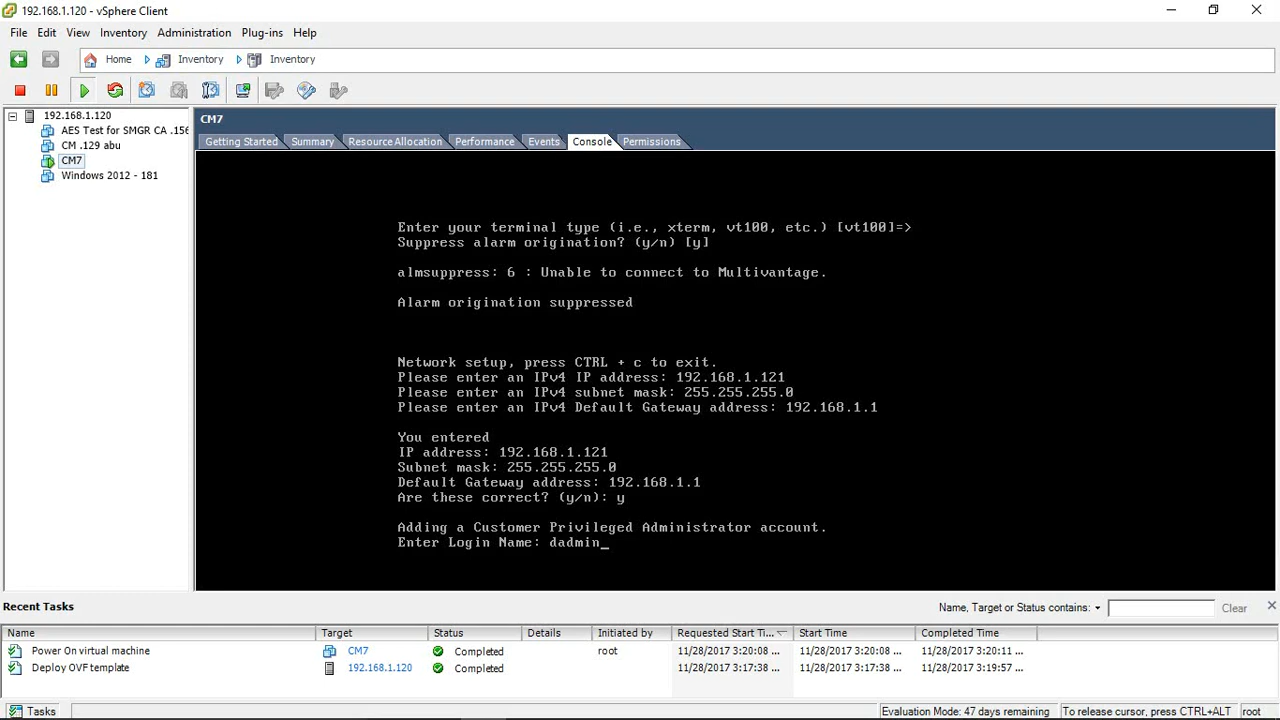 192.168.1.120 - vSphere Client
File Edit View Inventory Administration Plug-ins Help
Home Inventory Inventory
192.168.1.120
AES Test for SMGR CA .156
CM .129 abu
CM7
Windows 2012 - 181
CM7
Getting Started Summary Resource Allocation Performance Events Console Permissions
Enter your terminal type (i.e., xterm, vt100, etc.) [vt100]=>
Suppress alarm origination? (y/n) [y]
almsuppress: 6 : Unable to connect to Multivantage.
Alarm origination suppressed
Network setup, press CTRL + c to exit.
Please enter an IPv4 IP address: 192.168.1.121
Please enter an IPv4 subnet mask: 255.255.255.0
Please enter an IPv4 Default Gateway address: 192.168.1.1
You entered
IP address: 192.168.1.121
Subnet mask: 255.255.255.0
Default Gateway address: 192.168.1.1
Are these correct? (y/n): y
Adding a Customer Privileged Administrator account.
Enter Login Name: dadmin_
Recent Tasks
Name, Target or Status contains: Clear
Name Target Status Details Initiated by Requested Start Ti... Start Time Completed Time
Power On virtual machine CM7 Completed root 11/28/2017 3:20:08 ... 11/28/2017 3:20:08 ... 11/28/2017 3:20:11 ...
Deploy OVF template 192.168.1.120 Completed 11/28/2017 3:17:38 ... 11/28/2017 3:17:38 ... 11/28/2017 3:19:57 ...
Tasks Evaluation Mode: 47 days remaining To release cursor, press CTRL+ALT root